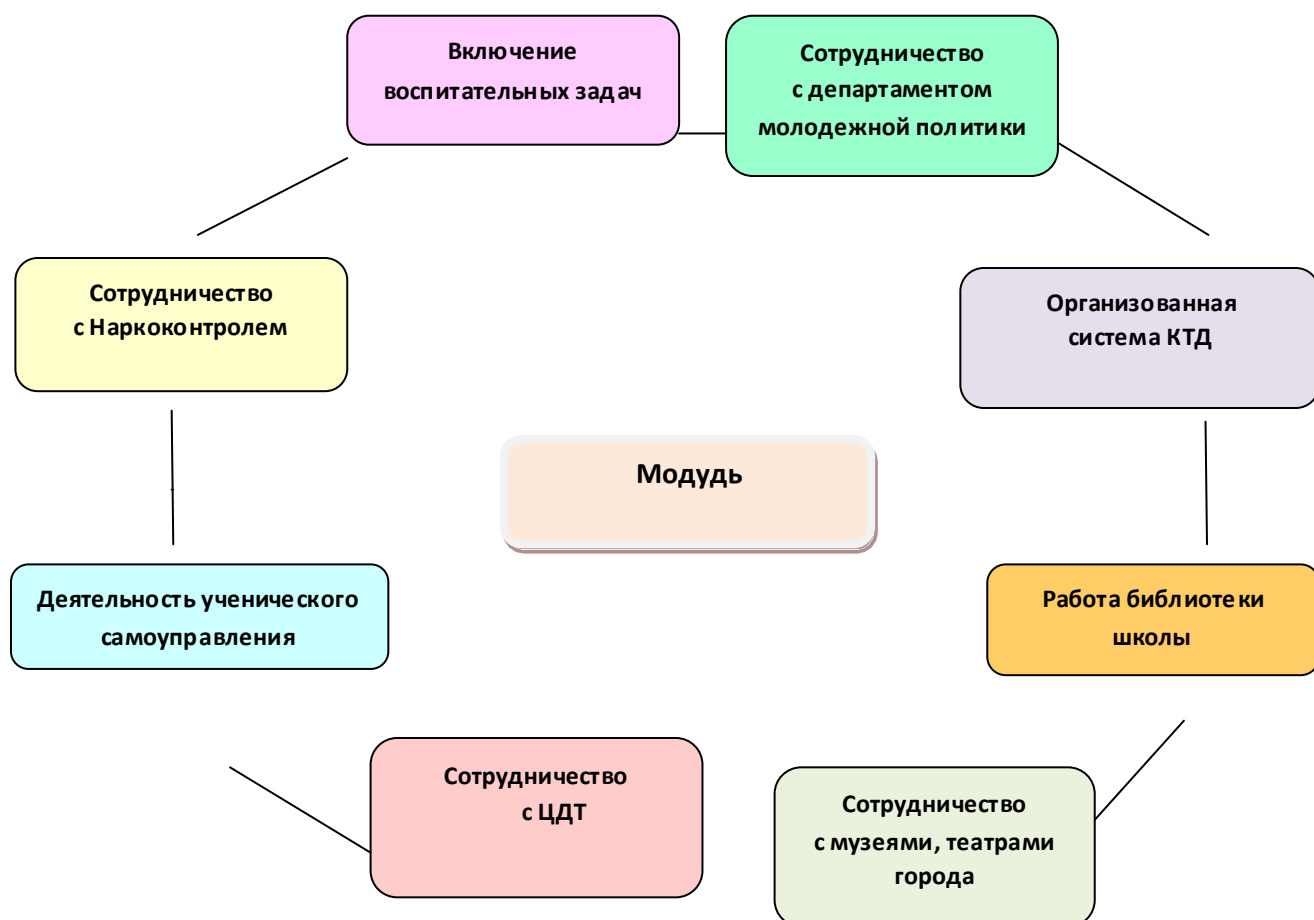 Включение
воспитательных задач
Сотрудничество
с департаментом
молодежной политики
Сотрудничество
с Наркоконтролем
Организованная
система КТД
Модудь
Деятельность ученического
самоуправления
Работа библиотеки
школы
Сотрудничество
с ЦДТ
Сотрудничество
с музеями, театрами
города